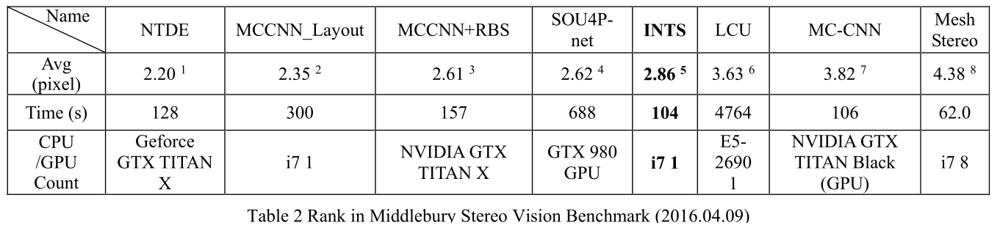 Name NTDE MCCNN_Layout MCCNN+RBS SOU4P-net INTS LCU MC-CNN Mesh Stereo
Avg (pixel) 2.20 1 2.35 2 2.61 3 2.62 4 2.86 5 3.63 6 3.82 7 4.38 8
Time (s) 128 300 157 688 104 4764 106 62.0
CPU /GPU Count Geforce GTX TITAN X i7 1 NVIDIA GTX TITAN X GTX 980 GPU i7 1 E5-2690 1 NVIDIA GTX TITAN Black (GPU) i7 8
Table 2 Rank in Middlebury Stereo Vision Benchmark (2016.04.09)